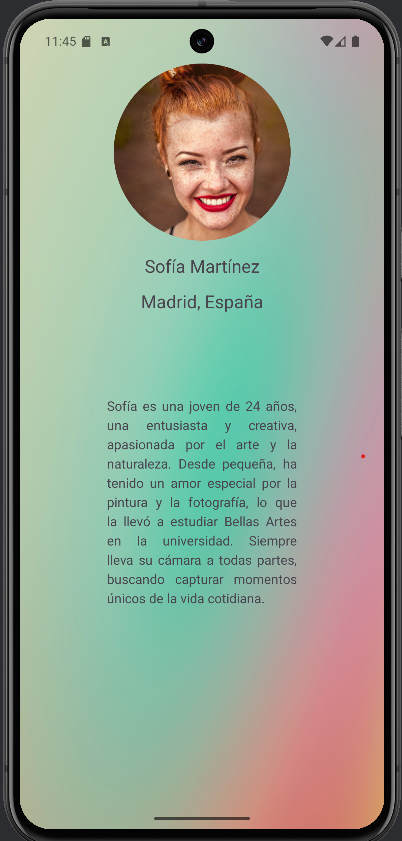 11:45
A
Sofía Martínez
Madrid, España
Sofía es una joven de 24 años,
una entusiasta y creativa,
apasionada por el arte y la
naturaleza. Desde pequeña, ha
tenido un amor especial por la
pintura y la fotografía, lo que
la llevó a estudiar Bellas Artes
en la universidad. Siempre
lleva su cámara a todas partes,
buscando capturar momentos
únicos de la vida cotidiana.